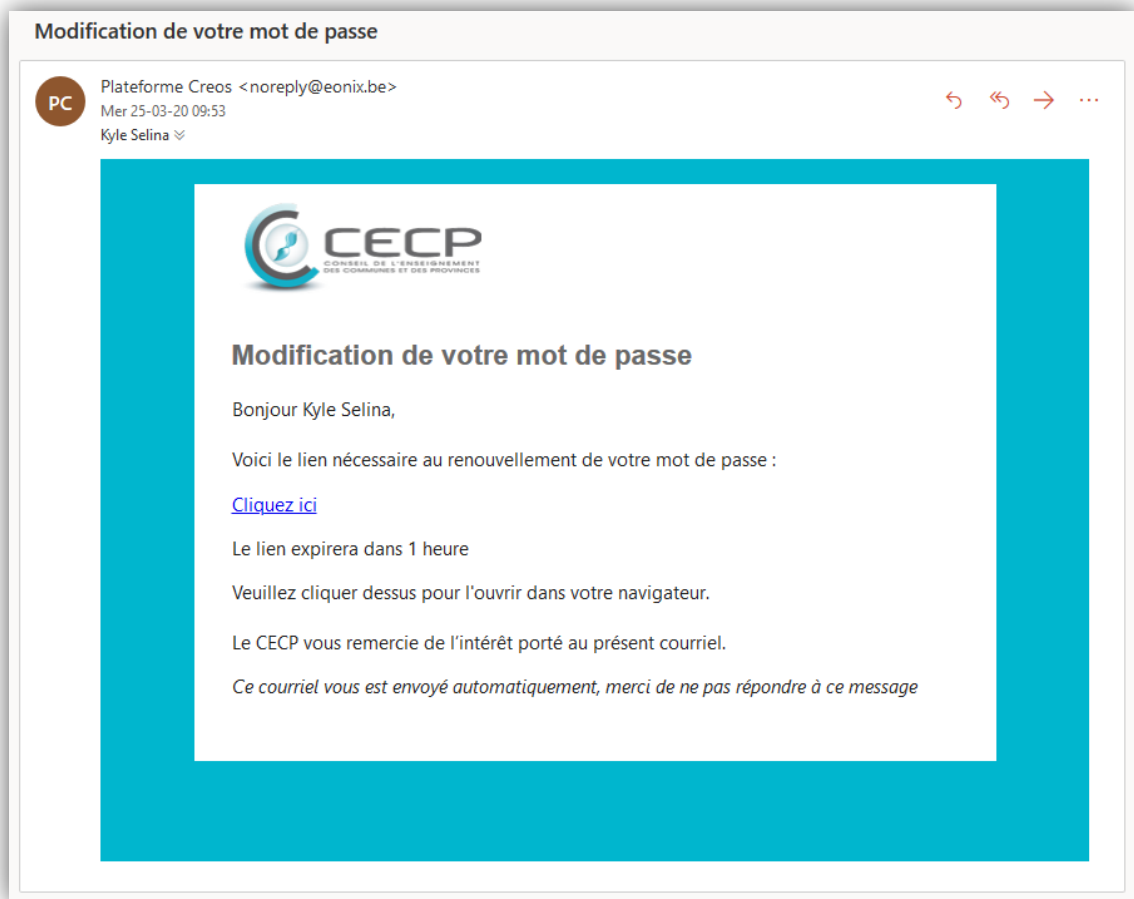 Modification de votre mot de passe
PC
Plateforme Creos <noreply@eonix.be>
Mer 25-03-20 09:53
Kyle Selina
CECP
CONSEIL DE L'ENSEIGNEMENT
DES COMMUNES ET DES PROVINCES
Modification de votre mot de passe
Bonjour Kyle Selina,
Voici le lien nécessaire au renouvellement de votre mot de passe :
Cliquez ici
Le lien expirera dans 1 heure
Veuillez cliquer dessus pour l'ouvrir dans votre navigateur.
Le CECP vous remercie de l’intérêt porté au présent courriel.
Ce courriel vous est envoyé automatiquement, merci de ne pas répondre à ce message